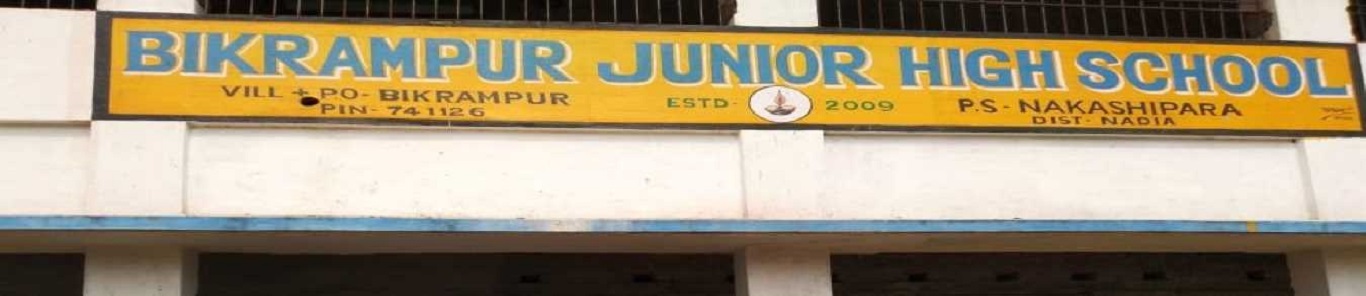 BIKRAMPUR JUNIOR HIGH SCHOOL
VILL + PO- BIKRAMPUR
PIN- 741126
ESTD- 2009
P.S- NAKASHIPARA
DIST- NADIA